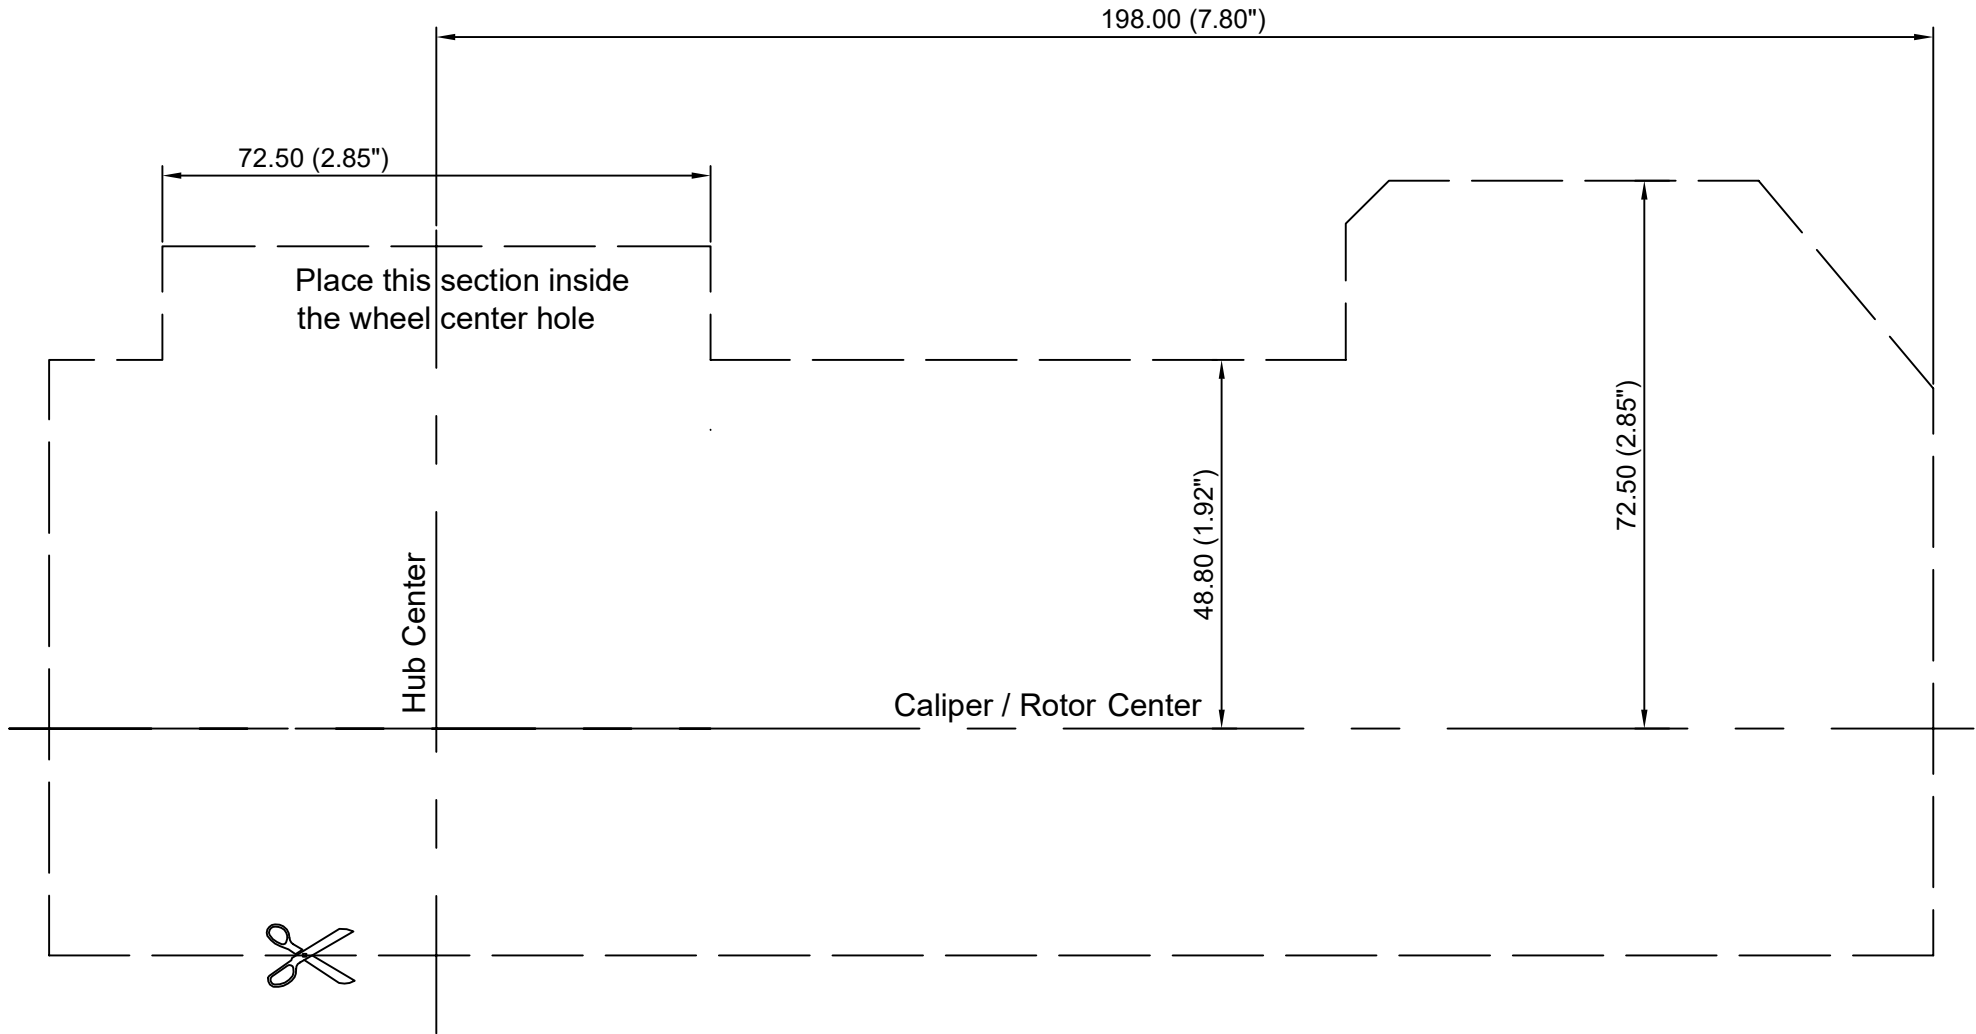 198.00 (7.80")
72.50 (2.85")
Place this section inside
the wheel center hole
72.50 (2.85")
48.80 (1.92")
Hub Center
Caliper / Rotor Center